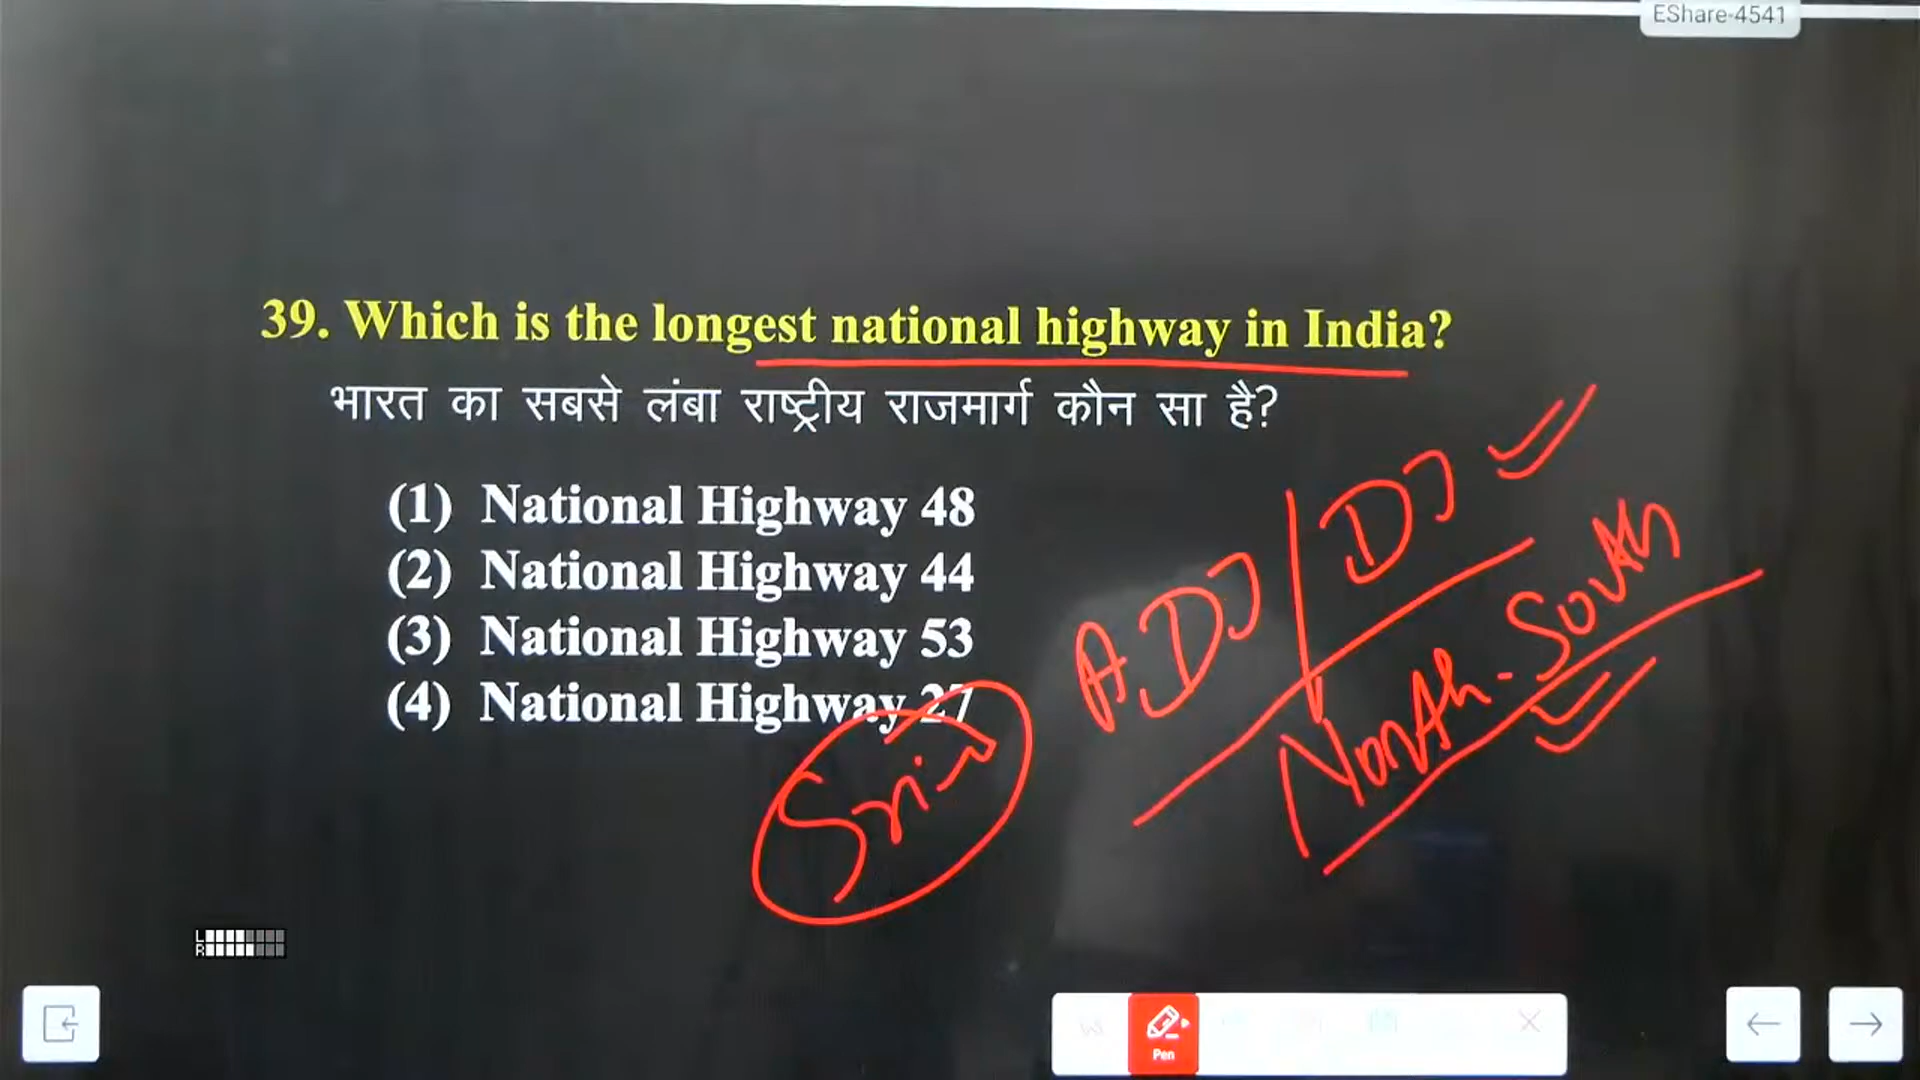 EShare-4541
39. Which is the longest national highway in India?
भारत का सबसे लंबा राष्ट्रीय राजमार्ग कौन सा है?
(1) National Highway 48
(2) National Highway 44
(3) National Highway 53
(4) National Highway 27
ADJ/DJ
North-South
L
R
Pen